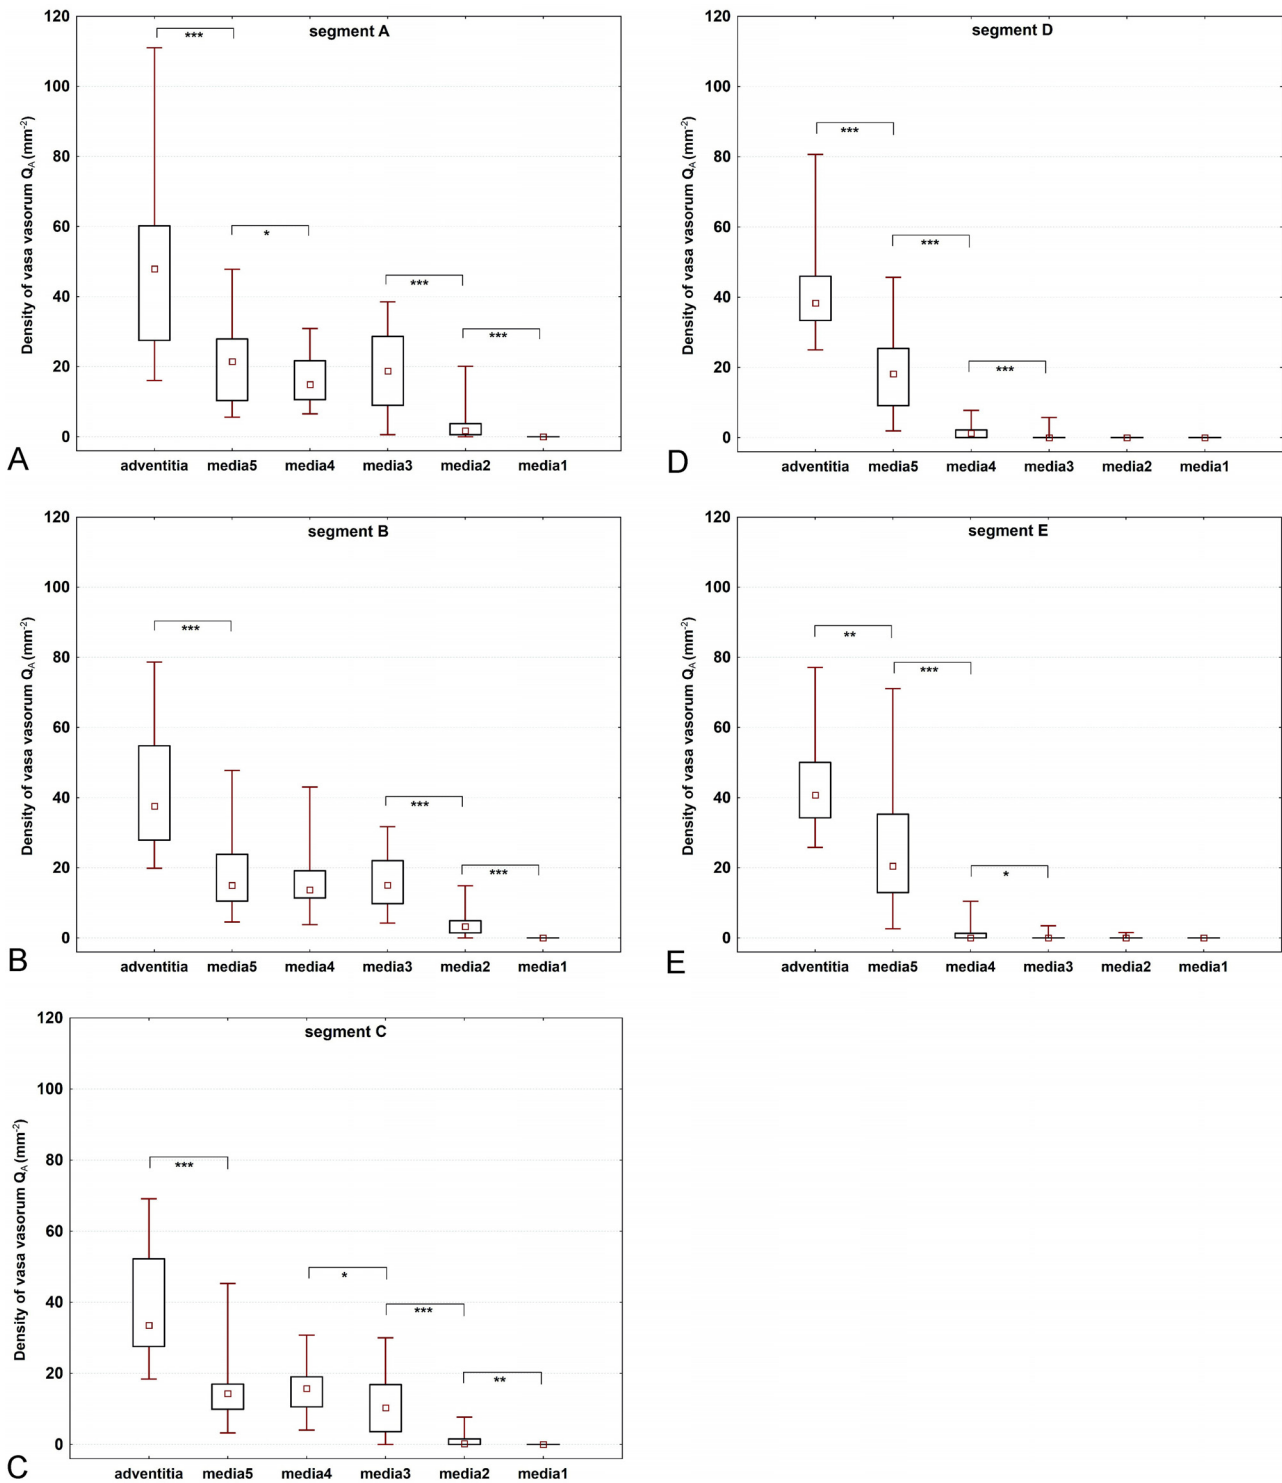 segment A
Density of vasa vasorum QA (mm-2)
120
100
80
60
40
20
0
***
*
***
***
adventitia media5 media4 media3 media2 media1
A
segment D
Density of vasa vasorum QA (mm-2)
120
100
80
60
40
20
0
***
***
***
adventitia media5 media4 media3 media2 media1
D
segment B
Density of vasa vasorum QA (mm-2)
120
100
80
60
40
20
0
***
***
***
adventitia media5 media4 media3 media2 media1
B
segment E
Density of vasa vasorum QA (mm-2)
120
100
80
60
40
20
0
**
***
*
adventitia media5 media4 media3 media2 media1
E
segment C
Density of vasa vasorum QA (mm-2)
120
100
80
60
40
20
0
***
*
***
**
adventitia media5 media4 media3 media2 media1
C